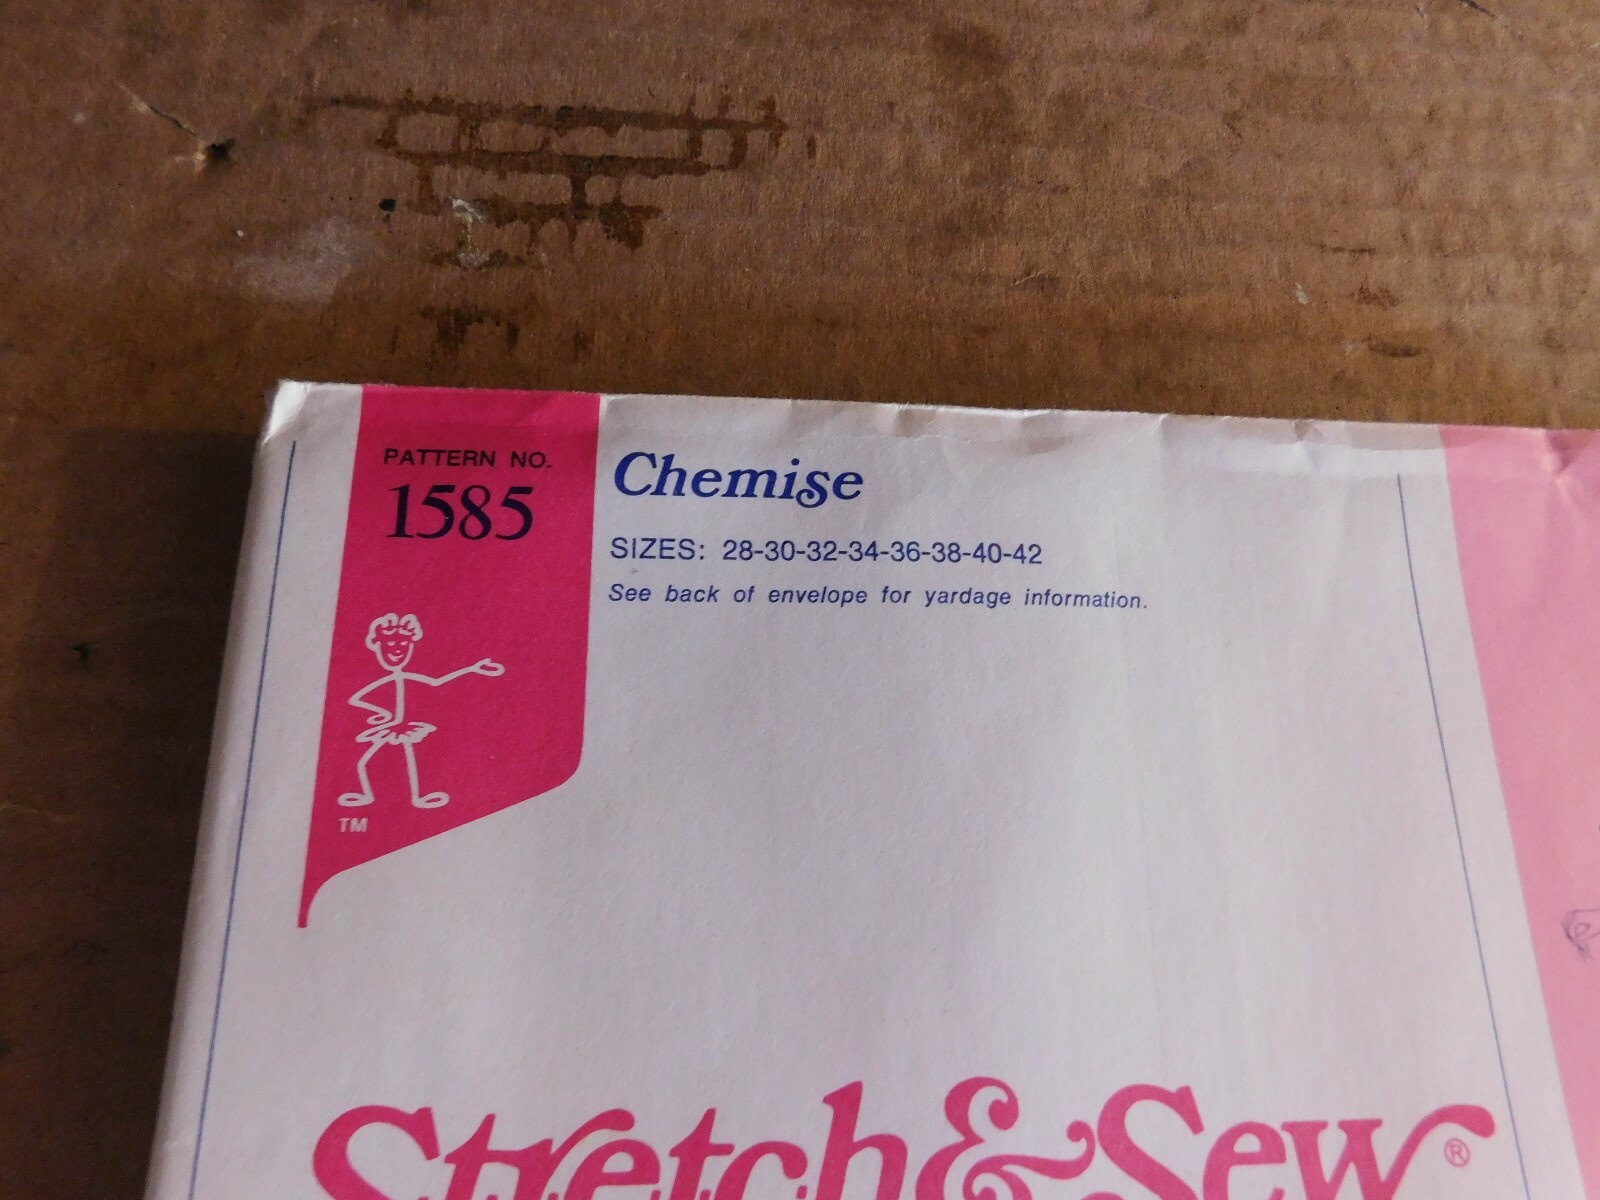 PATTERN NO.
1585
Chemise
SIZES: 28-30-32-34-36-38-40-42
See back of envelope for yardage information.
TM
Stretch & Sew®